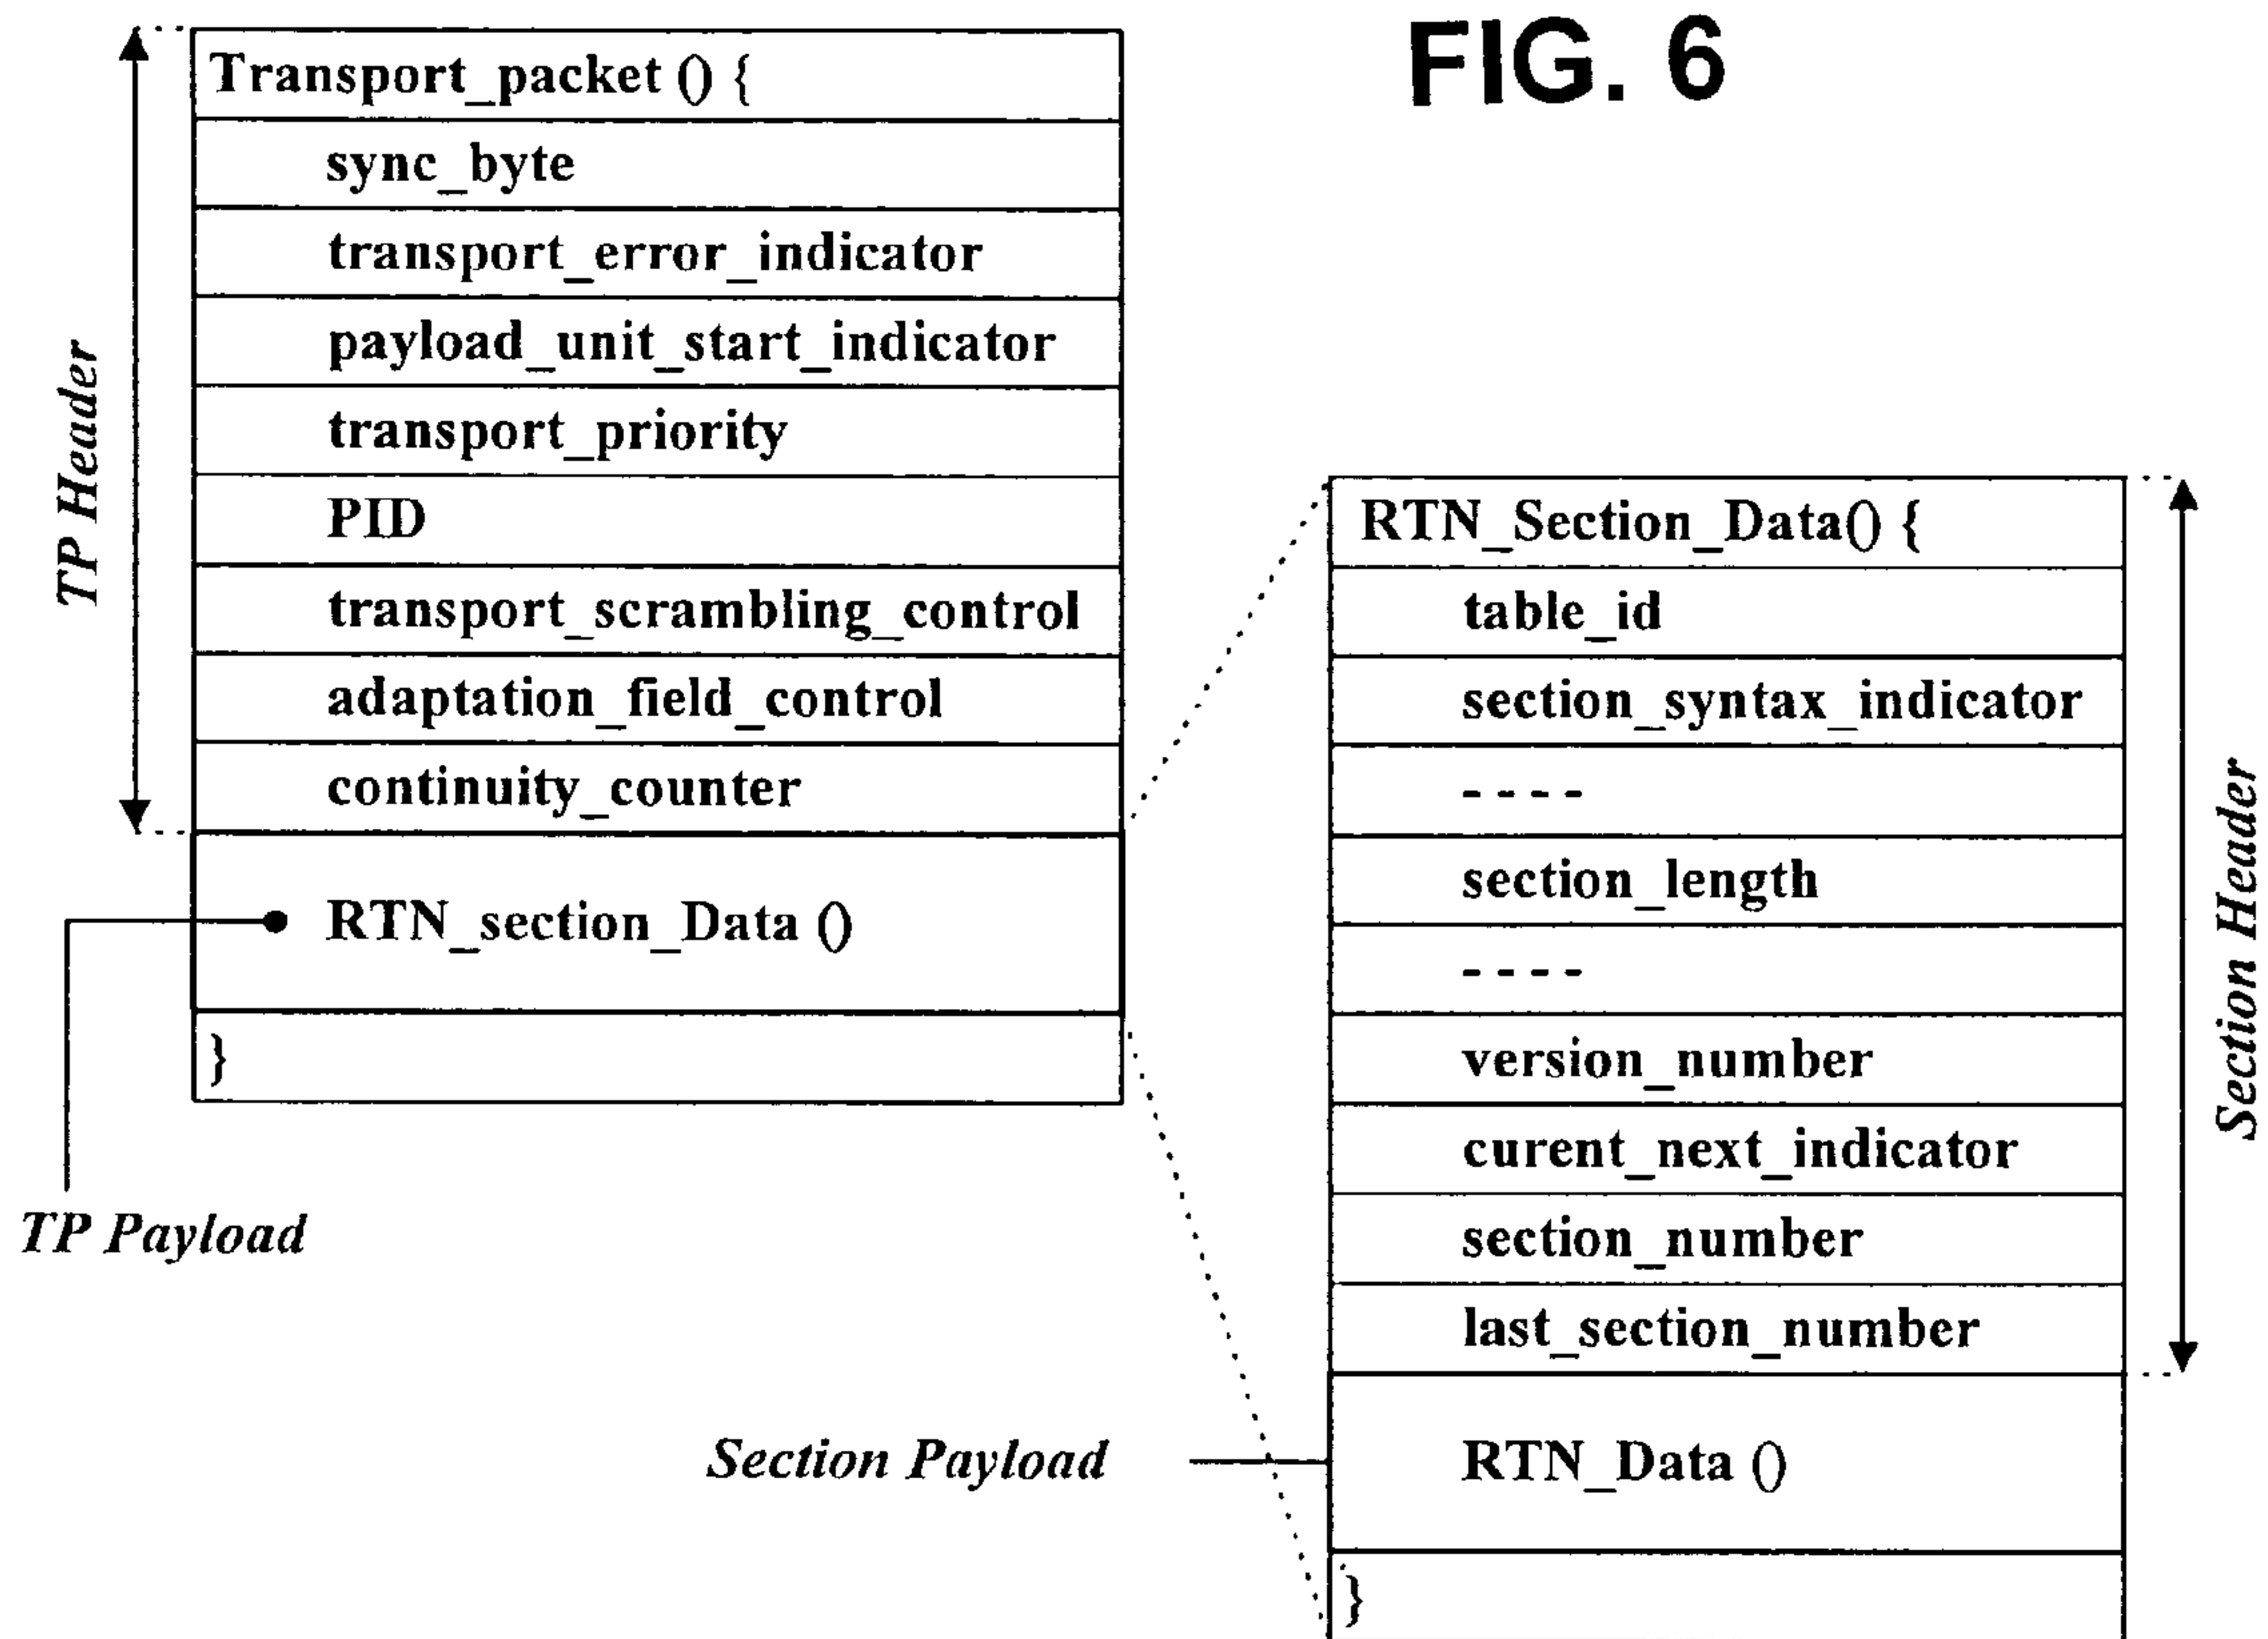 FIG. 6
Transport_packet () {
sync_byte
transport_error_indicator
payload_unit_start_indicator
transport_priority
PID
transport_scrambling_control
adaptation_field_control
continuity_counter
RTN_section_Data ()
}
TP Header
TP Payload
RTN_Section_Data() {
table_id
section_syntax_indicator
----
section_length
----
version_number
curent_next_indicator
section_number
last_section_number
RTN_Data ()
}
Section Header
Section Payload